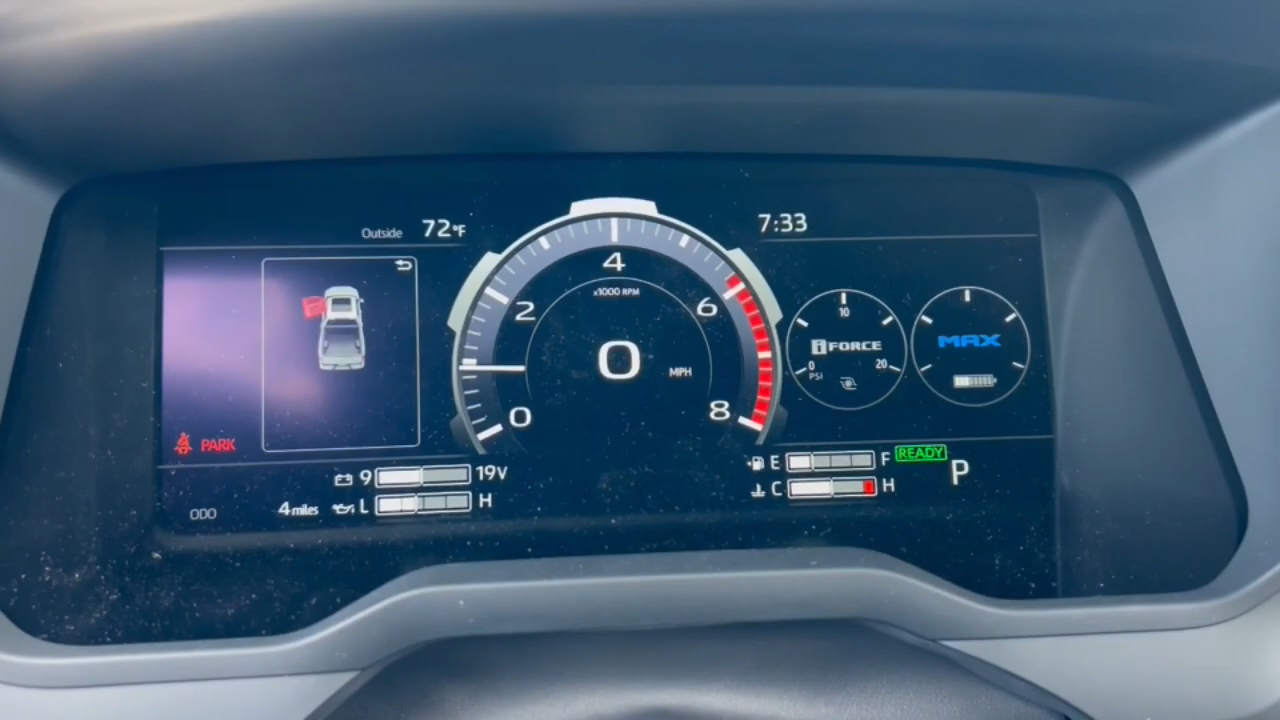 Outside 72°F
7:33
4
x1000 RPM
2
6
0
MPH
0
8
10
iFORCE
0
20
PSI
MAX
PARK
9
19V
E
F
READY
P
L
H
C
H
ODO
4 miles